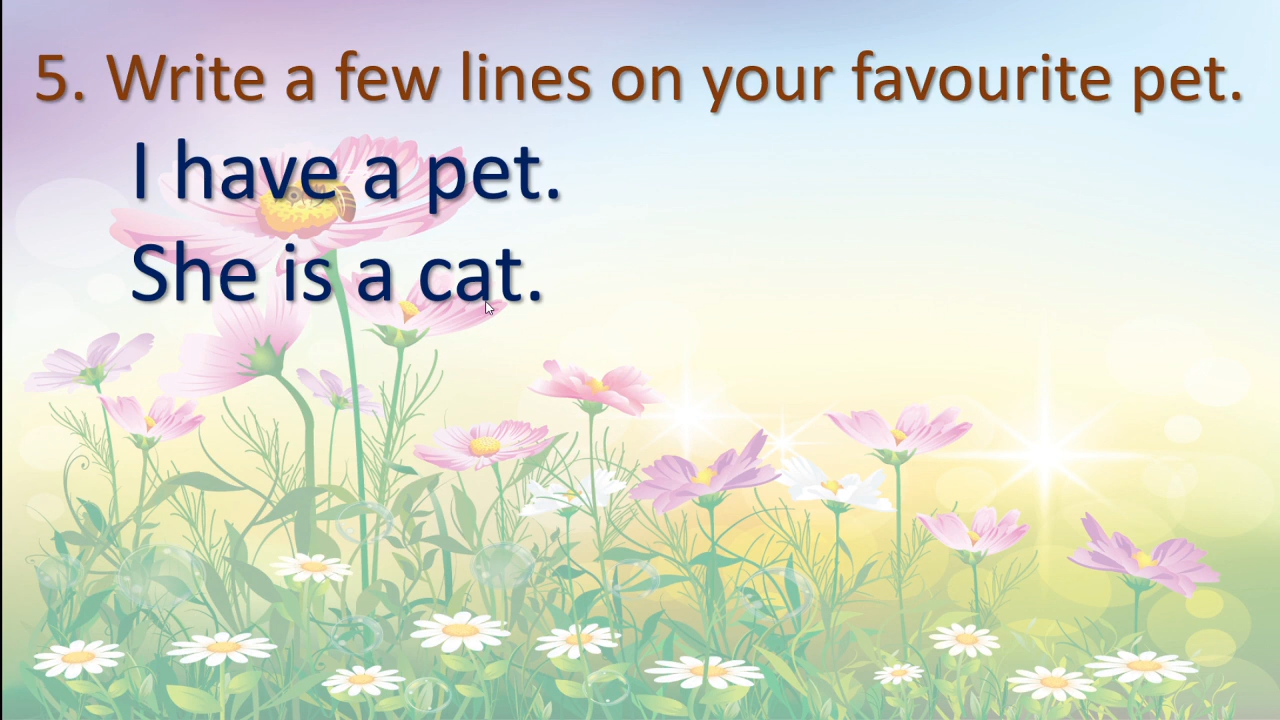 5. Write a few lines on your favourite pet.
I have a pet.
She is a cat.